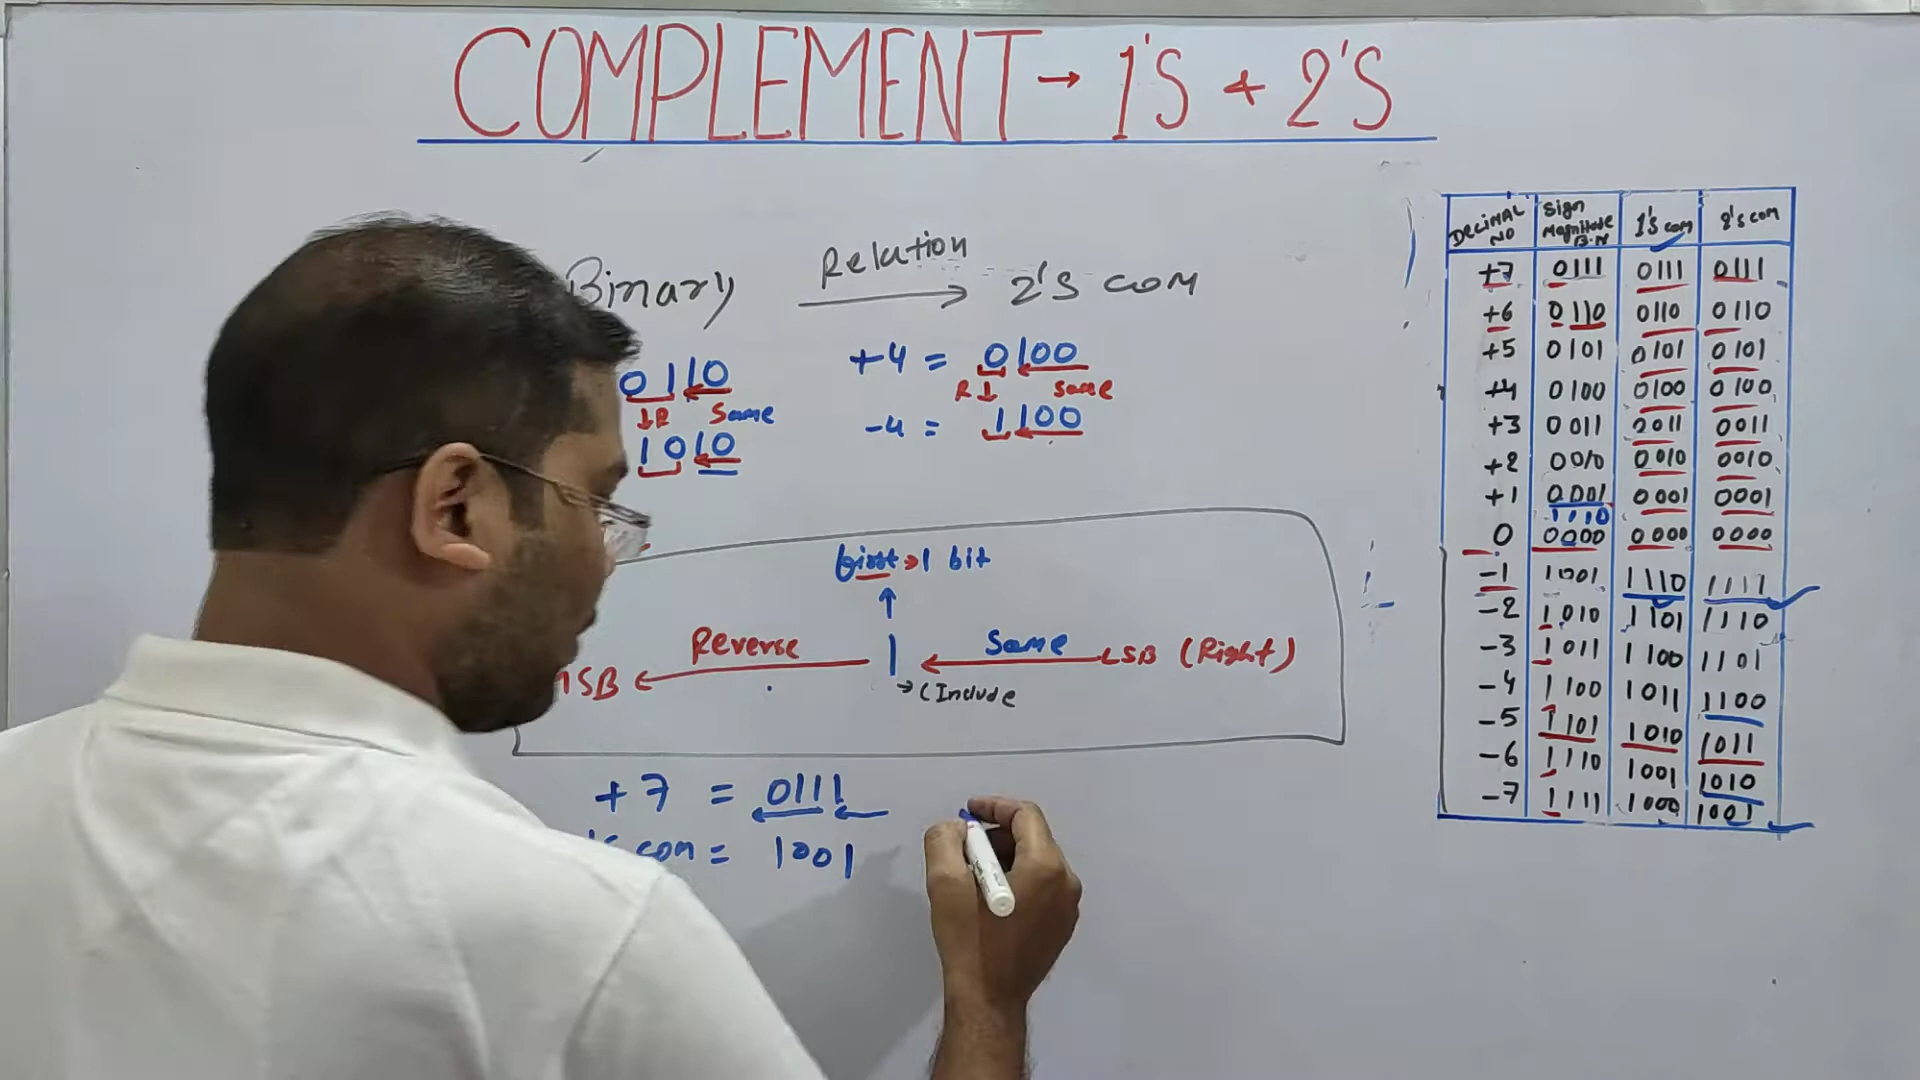 COMPLEMENT → 1'S + 2'S
Binary Relation → 2'S COM
0110
↓R Same
1010
+4 = 0100
R↓ Same
-4 = 1100
first → 1 bit
Reverse 1 Same LSB (Right)
→ (Include
+7 = 0111
com = 1001
DECIMAL NO Sign Magnitude B.N 1's com 2's com
+7 0111 0111 0111
+6 0110 0110 0110
+5 0101 0101 0101
+4 0100 0100 0100
+3 0011 0011 0011
+2 0010 0010 0010
+1 0001 0001 0001
1110
0 0000 0000 0000
-1 1001 1110 1111
-2 1010 1101 1110
-3 1011 1100 1101
-4 1100 1011 1100
-5 1101 1010 1011
-6 1110 1001 1010
-7 1111 1000 1001